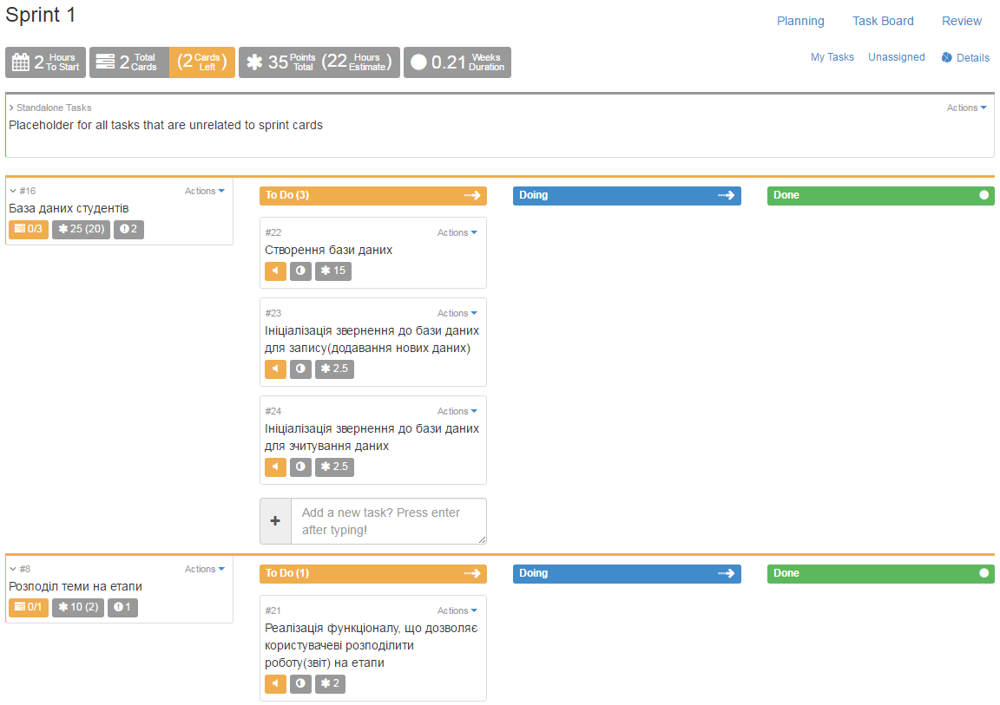 Sprint 1
Planning Task Board Review
2 Hours To Start 2 Total Cards (2 Cards Left) 35 Points Total (22 Hours Estimate) 0.21 Weeks Duration
My Tasks Unassigned Details
Standalone Tasks Actions
Placeholder for all tasks that are unrelated to sprint cards
#16 Actions
База даних студентів
0/3 25 (20) 2
To Do (3) Doing Done
#22 Actions
Створення бази даних
15
#23 Actions
Ініціалізація звернення до бази даних
для запису(додавання нових даних)
2.5
#24 Actions
Ініціалізація звернення до бази даних
для зчитування даних
2.5
Add a new task? Press enter
after typing!
#8 Actions
Розподіл теми на етапи
0/1 10 (2) 1
To Do (1) Doing Done
#21 Actions
Реалізація функціоналу, що дозволяє
користувачеві розподілити
роботу(звіт) на етапи
2